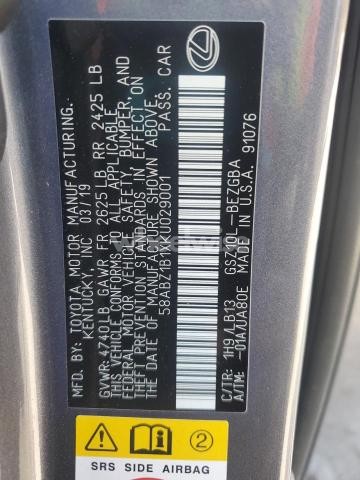 MFD. BY: TOYOTA MOTOR MANUFACTURING.
KENTUCKY, INC 03/19
GVWR: 4740LB GAWR FR 2625 LB RR 2425 LB
THIS VEHICLE CONFORMS TO ALL APPLICABLE
FEDERAL MOTOR VEHICLE SAFETY, BUMPER, AND
THEFT PREVENTION STANDARDS IN EFFECT ON
THE DATE OF MANUFACTURE SHOWN ABOVE.
58ABZ1B1XKU029001 PASS. CAR
C/TR: 1H9/LB13 GSZ10L-BEZGBA
A/TM: -01A/UA80E MADE IN U.S.A. 91076
2
SRS SIDE AIRBAG